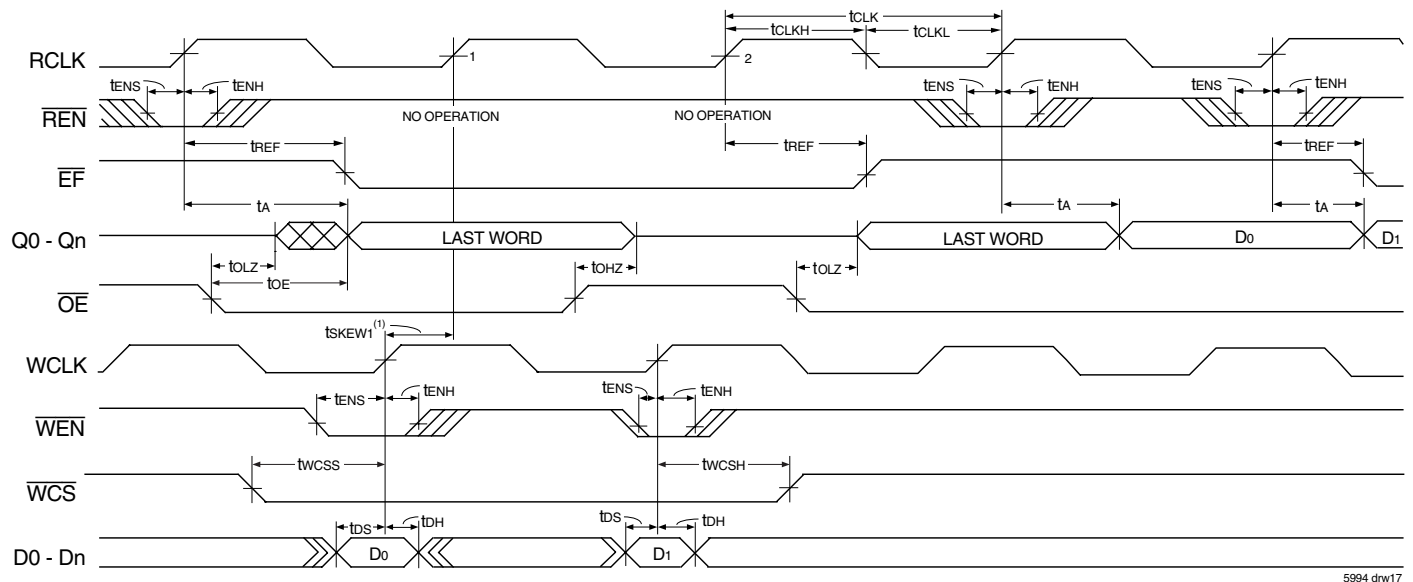 tCLK
tCLKH tCLKL
RCLK 1 2
tENS tENH tENS tENH tENS tENH
REN NO OPERATION NO OPERATION
tREF tREF tREF
EF
tA tA tA
Q0 - Qn LAST WORD LAST WORD D0 D1
tOLZ tOHZ tOLZ
tOE
OE
tSKEW1(1)
WCLK
tENS tENH tENS tENH
WEN
tWCSS tWCSH
WCS
tDS tDH tDS tDH
D0 - Dn D0 D1
5994 drw17